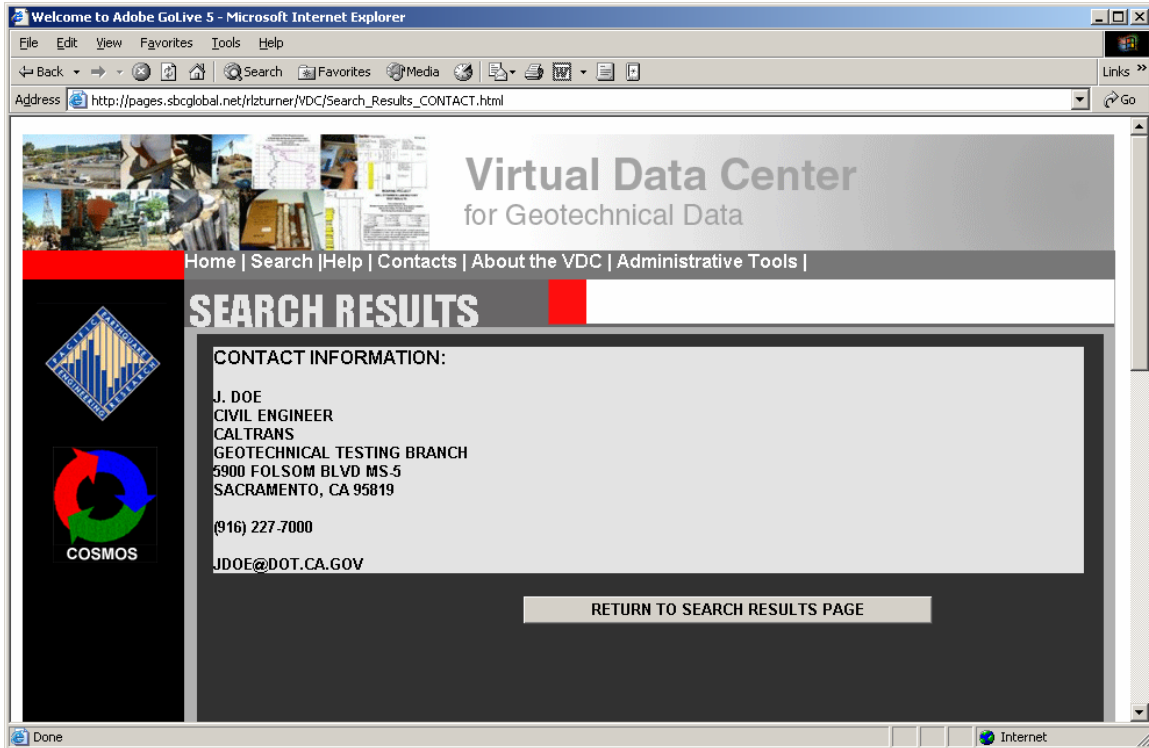 Welcome to Adobe GoLive 5 - Microsoft Internet Explorer
File Edit View Favorites Tools Help
Back Search Favorites Media Links »
Address http://pages.sbcglobal.net/rlzturner/VDC/Search_Results_CONTACT.html Go
Virtual Data Center
for Geotechnical Data
Home | Search |Help | Contacts | About the VDC | Administrative Tools |
SEARCH RESULTS
PACIFIC EARTHQUAKE ENGINEERING RESEARCH
COSMOS
CONTACT INFORMATION:
J. DOE
CIVIL ENGINEER
CALTRANS
GEOTECHNICAL TESTING BRANCH
5900 FOLSOM BLVD MS-5
SACRAMENTO, CA 95819
(916) 227-7000
JDOE@DOT.CA.GOV
RETURN TO SEARCH RESULTS PAGE
Done Internet